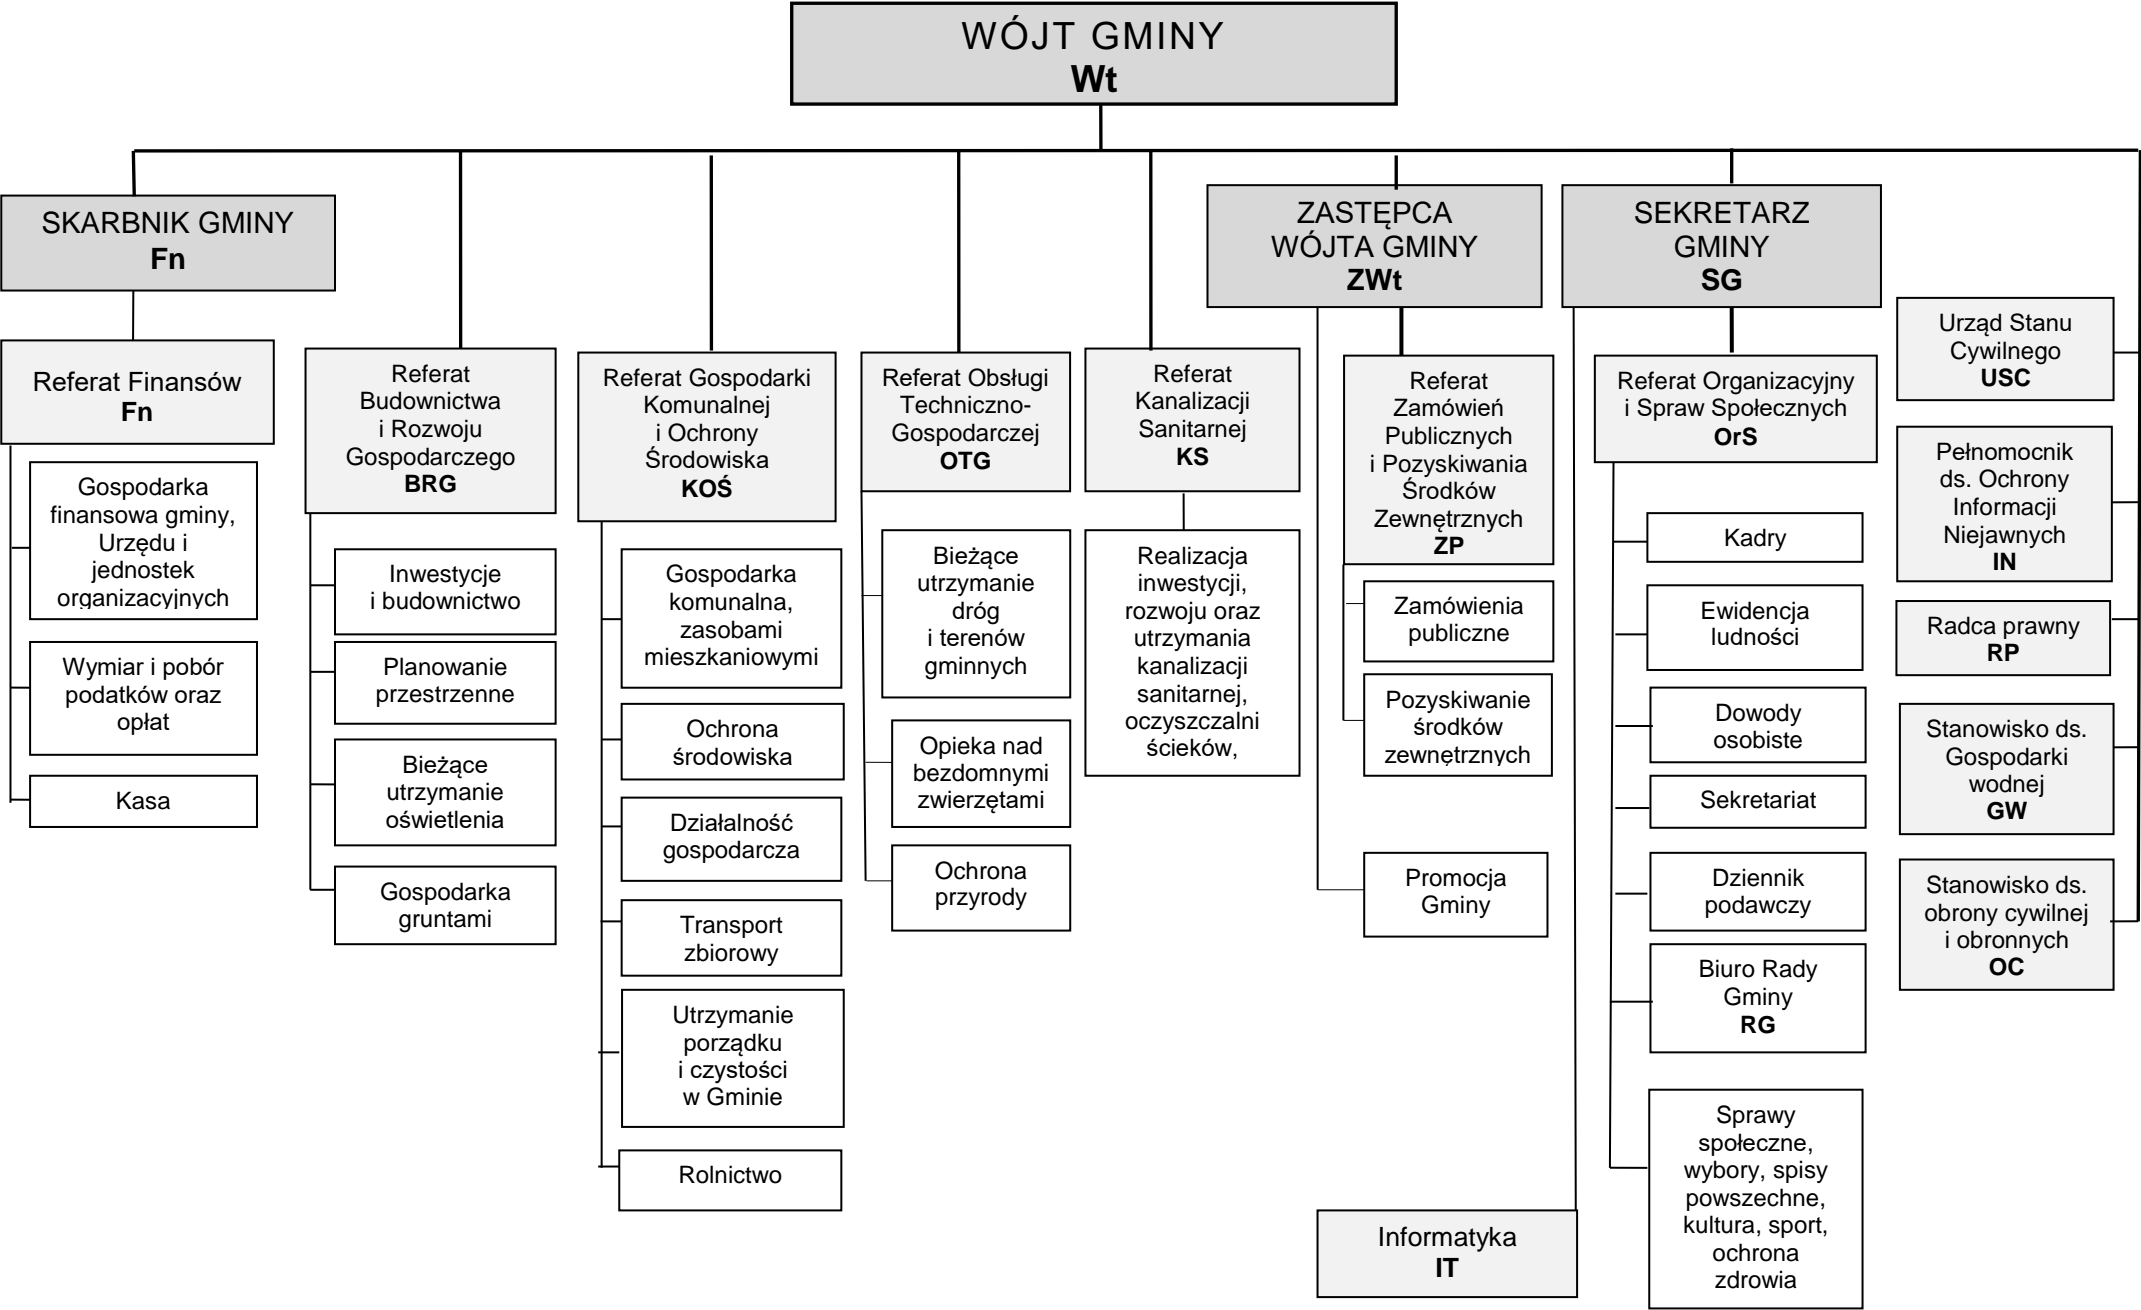 WÓJT GMINY
Wt
SKARBNIK GMINY
Fn
ZASTĘPCA
WÓJTA GMINY
ZWt
SEKRETARZ
GMINY
SG
Referat Finansów
Fn
Gospodarka
finansowa gminy,
Urzędu i
jednostek
organizacyjnych
Wymiar i pobór
podatków oraz
opłat
Kasa
Referat
Budownictwa
i Rozwoju
Gospodarczego
BRG
Inwestycje
i budownictwo
Planowanie
przestrzenne
Bieżące
utrzymanie
oświetlenia
Gospodarka
gruntami
Referat Gospodarki
Komunalnej
i Ochrony
Środowiska
KOŚ
Gospodarka
komunalna,
zasobami
mieszkaniowymi
Ochrona
środowiska
Działalność
gospodarcza
Transport
zbiorowy
Utrzymanie
porządku
i czystości
w Gminie
Rolnictwo
Referat Obsługi
Techniczno-
Gospodarczej
OTG
Bieżące
utrzymanie
dróg
i terenów
gminnych
Opieka nad
bezdomnymi
zwierzętami
Ochrona
przyrody
Referat
Kanalizacji
Sanitarnej
KS
Realizacja
inwestycji,
rozwoju oraz
utrzymania
kanalizacji
sanitarnej,
oczyszczalni
ścieków,
Referat
Zamówień
Publicznych
i Pozyskiwania
Środków
Zewnętrznych
ZP
Zamówienia
publiczne
Pozyskiwanie
środków
zewnętrznych
Promocja
Gminy
Informatyka
IT
Referat Organizacyjny
i Spraw Społecznych
OrS
Kadry
Ewidencja
ludności
Dowody
osobiste
Sekretariat
Dziennik
podawczy
Biuro Rady
Gminy
RG
Sprawy
społeczne,
wybory, spisy
powszechne,
kultura, sport,
ochrona
zdrowia
Urząd Stanu
Cywilnego
USC
Pełnomocnik
ds. Ochrony
Informacji
Niejawnych
IN
Radca prawny
RP
Stanowisko ds.
Gospodarki
wodnej
GW
Stanowisko ds.
obrony cywilnej
i obronnych
OC